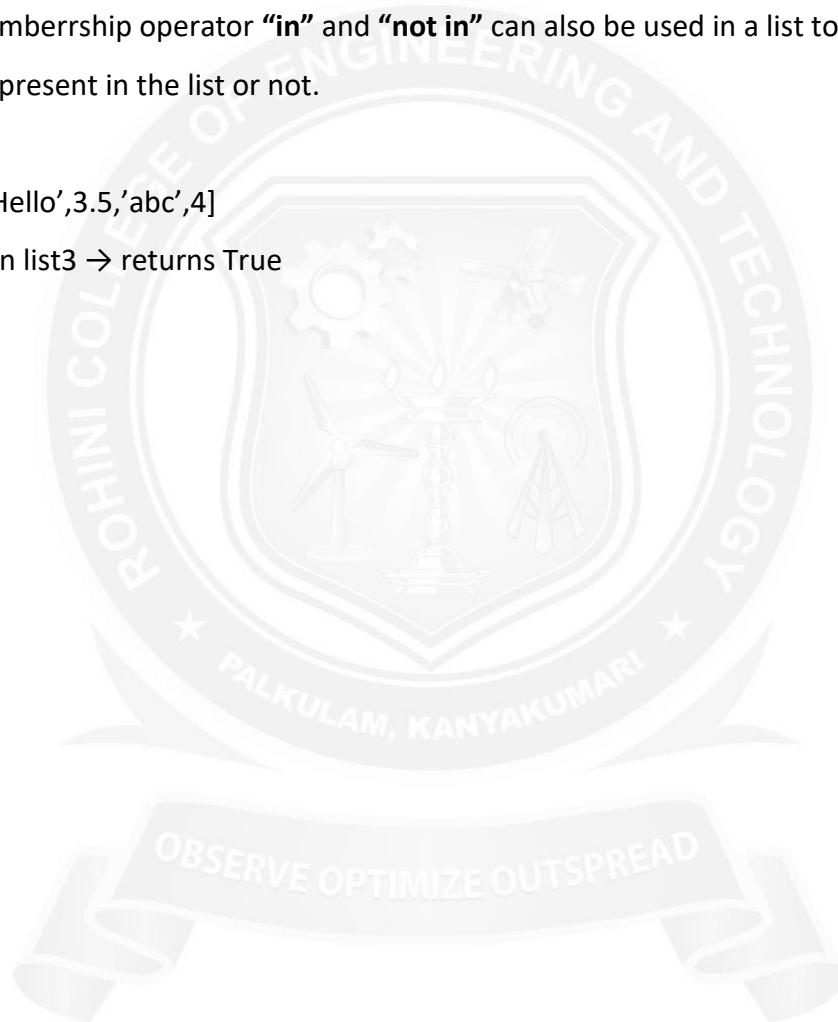 mberrship operator “in” and “not in” can also be used in a list to
present in the list or not.
Hello’,3.5,’abc’,4]
n list3 → returns True
ROHINI COLLEGE OF ENGINEERING AND TECHNOLOGY
PALKULAM, KANYAKUMARI
OBSERVE OPTIMIZE OUTSPREAD